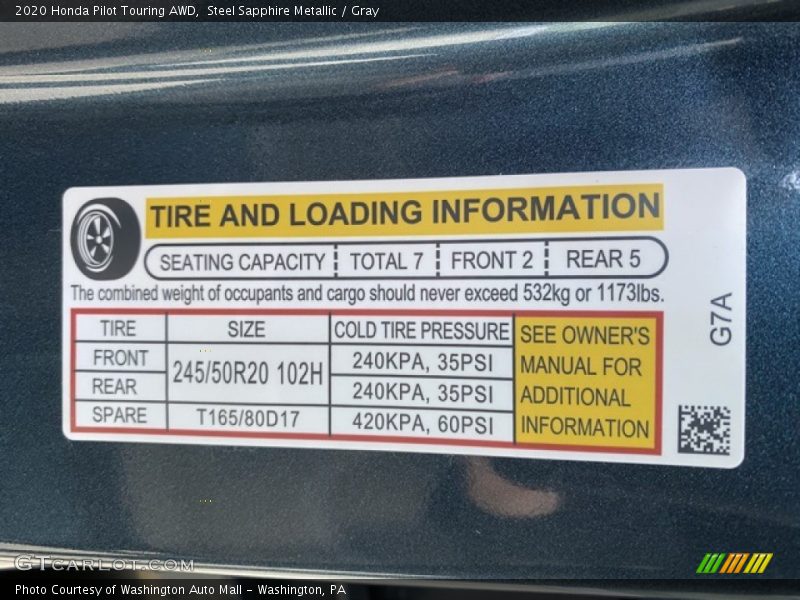 2020 Honda Pilot Touring AWD,  Steel Sapphire Metallic / Gray
TIRE AND LOADING INFORMATION
SEATING CAPACITY TOTAL 7 FRONT 2 REAR 5
The combined weight of occupants and cargo should never exceed 532kg or 1173lbs.
TIRE SIZE COLD TIRE PRESSURE
FRONT 245/50R20 102H 240KPA, 35PSI
REAR 240KPA, 35PSI
SPARE T165/80D17 420KPA, 60PSI
SEE OWNER'S
MANUAL FOR
ADDITIONAL
INFORMATION
G7A
GTcarlot.com
Photo Courtesy of Washington Auto Mall - Washington, PA